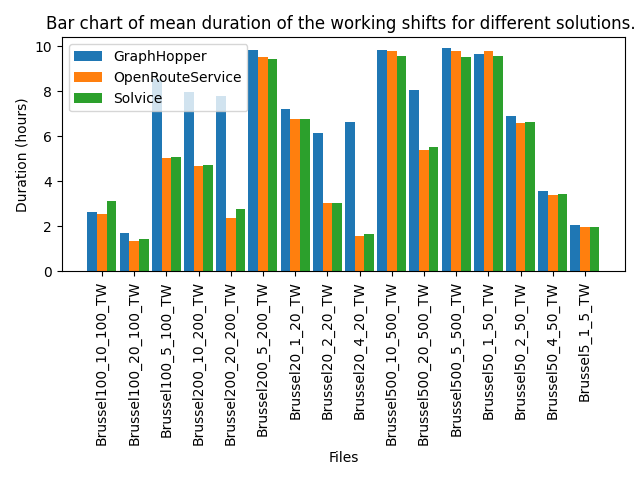 Bar chart of mean duration of the working shifts for different solutions.
GraphHopper
OpenRouteService
Solvice
Duration (hours)
10
8
6
4
2
0
Brussel100_10_100_TW
Brussel100_20_100_TW
Brussel100_5_100_TW
Brussel200_10_200_TW
Brussel200_20_200_TW
Brussel200_5_200_TW
Brussel20_1_20_TW
Brussel20_2_20_TW
Brussel20_4_20_TW
Brussel500_10_500_TW
Brussel500_20_500_TW
Brussel500_5_500_TW
Brussel50_1_50_TW
Brussel50_2_50_TW
Brussel50_4_50_TW
Brussel5_1_5_TW
Files